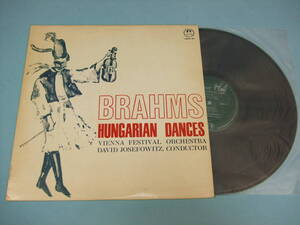 BRAHMS
HUNGARIAN DANCES
VIENNA FESTIVAL ORCHESTRA
DAVID JOSEFOWITZ, CONDUCTOR